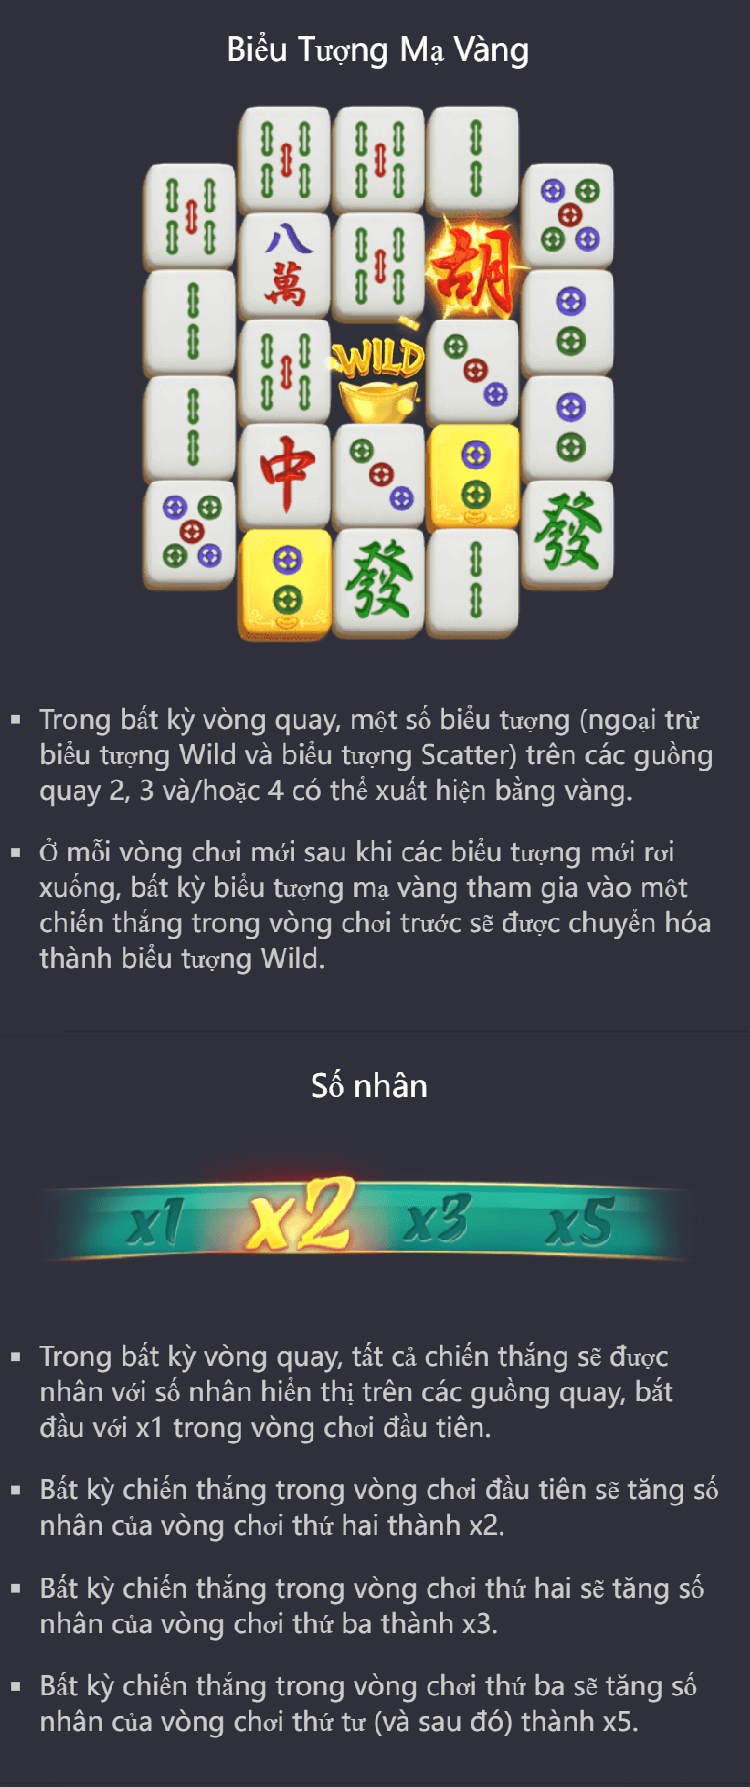 Biểu Tượng Mạ Vàng
八
萬
胡
WILD
中
發
發
▪ Trong bất kỳ vòng quay, một số biểu tượng (ngoại trừ
biểu tượng Wild và biểu tượng Scatter) trên các guồng
quay 2, 3 và/hoặc 4 có thể xuất hiện bằng vàng.
▪ Ở mỗi vòng chơi mới sau khi các biểu tượng mới rơi
xuống, bất kỳ biểu tượng mạ vàng tham gia vào một
chiến thắng trong vòng chơi trước sẽ được chuyển hóa
thành biểu tượng Wild.
Số nhân
x1 x2 x3 x5
▪ Trong bất kỳ vòng quay, tất cả chiến thắng sẽ được
nhân với số nhân hiển thị trên các guồng quay, bắt
đầu với x1 trong vòng chơi đầu tiên.
▪ Bất kỳ chiến thắng trong vòng chơi đầu tiên sẽ tăng số
nhân của vòng chơi thứ hai thành x2.
▪ Bất kỳ chiến thắng trong vòng chơi thứ hai sẽ tăng số
nhân của vòng chơi thứ ba thành x3.
▪ Bất kỳ chiến thắng trong vòng chơi thứ ba sẽ tăng số
nhân của vòng chơi thứ tư (và sau đó) thành x5.